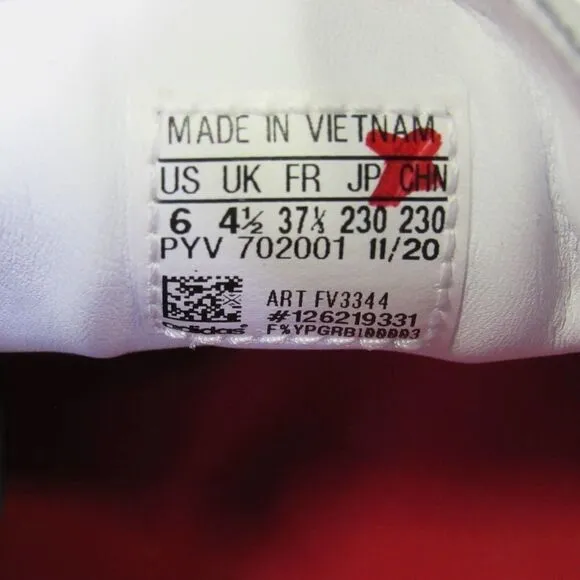 MADE IN VIETNAM
US UK FR JP CHN
6 4½ 37⅓ 230 230
PYV 702001 11/20
ART FV3344
#126219331
adidas F%YPGRB100003